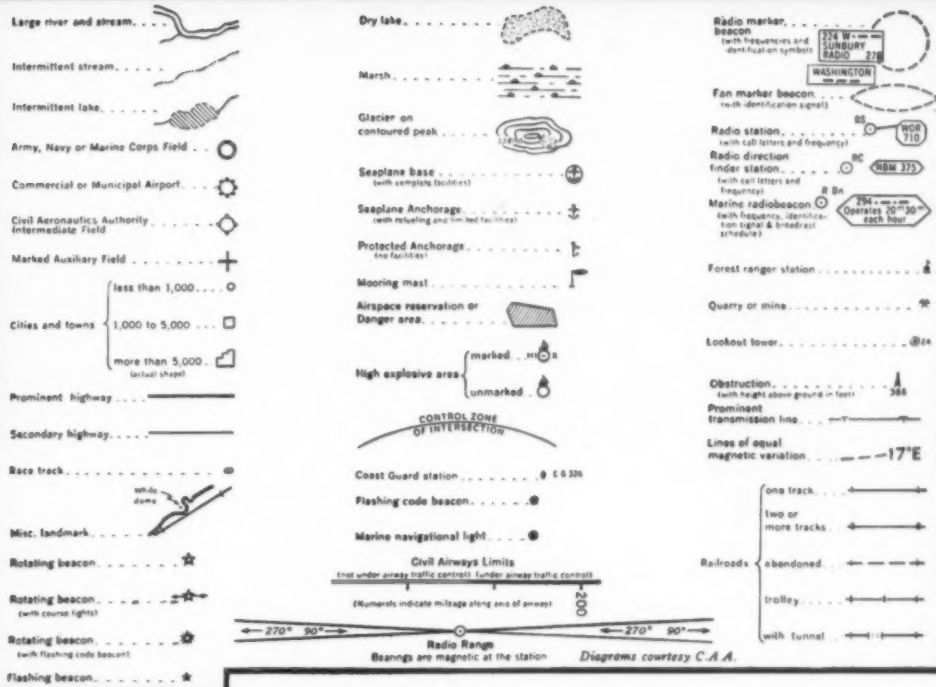 Large river and stream
Intermittent stream
Intermittent lake
Army, Navy or Marine Corps Field
Commercial or Municipal Airport
Civil Aeronautics Authority
Intermediate Field
Marked Auxiliary Field
Cities and towns
less than 1,000
1,000 to 5,000
more than 5,000
(actual shape)
Prominent highway
Secondary highway
Race track
White
dome
Misc. landmark
Rotating beacon
Rotating beacon
(with course lights)
Rotating beacon
(with flashing code beacon)
Flashing beacon
Dry lake
Marsh
Glacier on
contoured peak
Seaplane base
(with complete facilities)
Seaplane Anchorage
(with refueling and limited facilities)
Protected Anchorage
(no facilities)
Mooring mast
Airspace reservation or
Danger area
High explosive area
marked
unmarked
CONTROL ZONE
OF INTERSECTION
Coast Guard station
Flashing code beacon
Marine navigational light
Civil Airways Limits
(not under airway traffic control) (under airway traffic control)
200
(Numerals indicate mileage along axis of airway)
270° 90° 270° 90°
Radio Range
Bearings are magnetic at the station
Diagrams courtesy C.A.A.
Radio marker
beacon
(with frequencies and
identification symbol)
224 W
SUNBURY
RADIO 278
WASHINGTON
Fan marker beacon
(with identification signal)
BS
Radio station
(with call letters and frequency)
WOR
710
Radio direction
finder station
(with call letters and
frequency)
RC
NBM 375
R Bn
Marine radiobeacon
(with frequency, identifica-
tion signal & broadcast
schedule)
294
Operates 20ᵐ 30ᵐ
each hour
Forest ranger station
Quarry or mine
Lookout tower
Obstruction
(with height above ground in feet)
386
Prominent
transmission line
Lines of equal
magnetic variation
17°E
Railroads
one track
two or
more tracks
abandoned
trolley
with tunnel